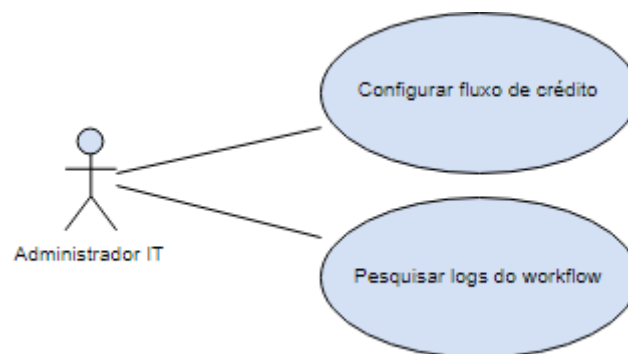 Configurar fluxo de crédito
Administrador IT
Pesquisar logs do workflow